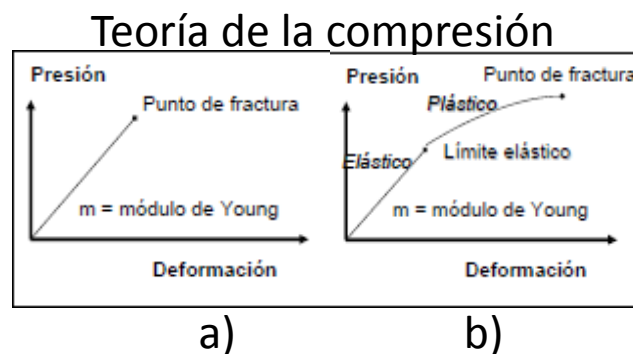 Teoría de la compresión
Presión
Punto de fractura
m = módulo de Young
Deformación
a)
Presión
Punto de fractura
Plástico
Elástico
Límite elástico
m = módulo de Young
Deformación
b)